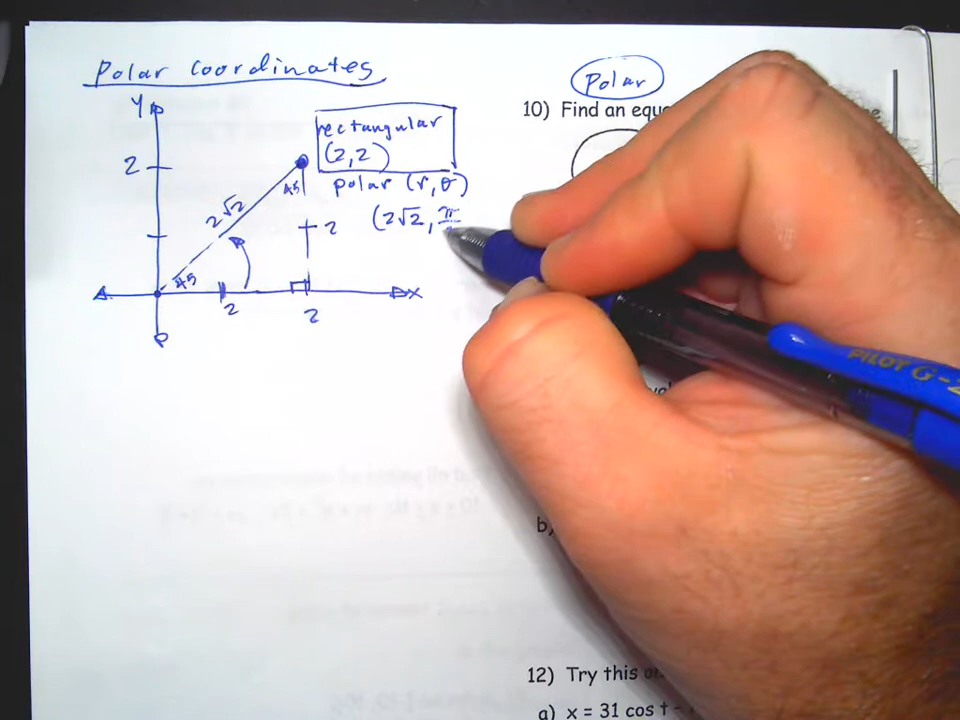 Polar Coordinates
Y
2
rectangular
(2,2)
polar (r, θ)
(2√2, π
45
2√2
2
45
X
2
2
Polar
10) Find an equ
b)
12) Try this
a) x = 31 cos t -
PILOT G-2